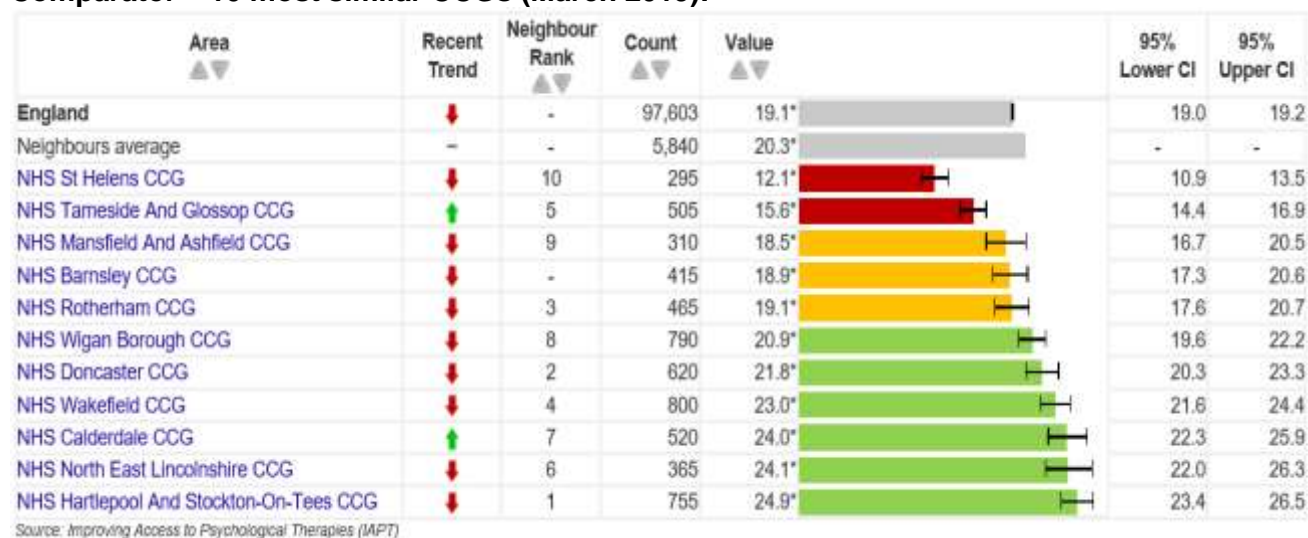 Comparator – 10 most similar CCGs (March 2016):
Area Recent Trend Neighbour Rank Count Value 95% Lower CI 95% Upper CI
England - 97,603 19.1* 19.0 19.2
Neighbours average – - 5,840 20.3* - -
NHS St Helens CCG 10 295 12.1* 10.9 13.5
NHS Tameside And Glossop CCG 5 505 15.6* 14.4 16.9
NHS Mansfield And Ashfield CCG 9 310 18.5* 16.7 20.5
NHS Barnsley CCG - 415 18.9* 17.3 20.6
NHS Rotherham CCG 3 465 19.1* 17.6 20.7
NHS Wigan Borough CCG 8 790 20.9* 19.6 22.2
NHS Doncaster CCG 2 620 21.8* 20.3 23.3
NHS Wakefield CCG 4 800 23.0* 21.6 24.4
NHS Calderdale CCG 7 520 24.0* 22.3 25.9
NHS North East Lincolnshire CCG 6 365 24.1* 22.0 26.3
NHS Hartlepool And Stockton-On-Tees CCG 1 755 24.9* 23.4 26.5
Source: Improving Access to Psychological Therapies (IAPT)